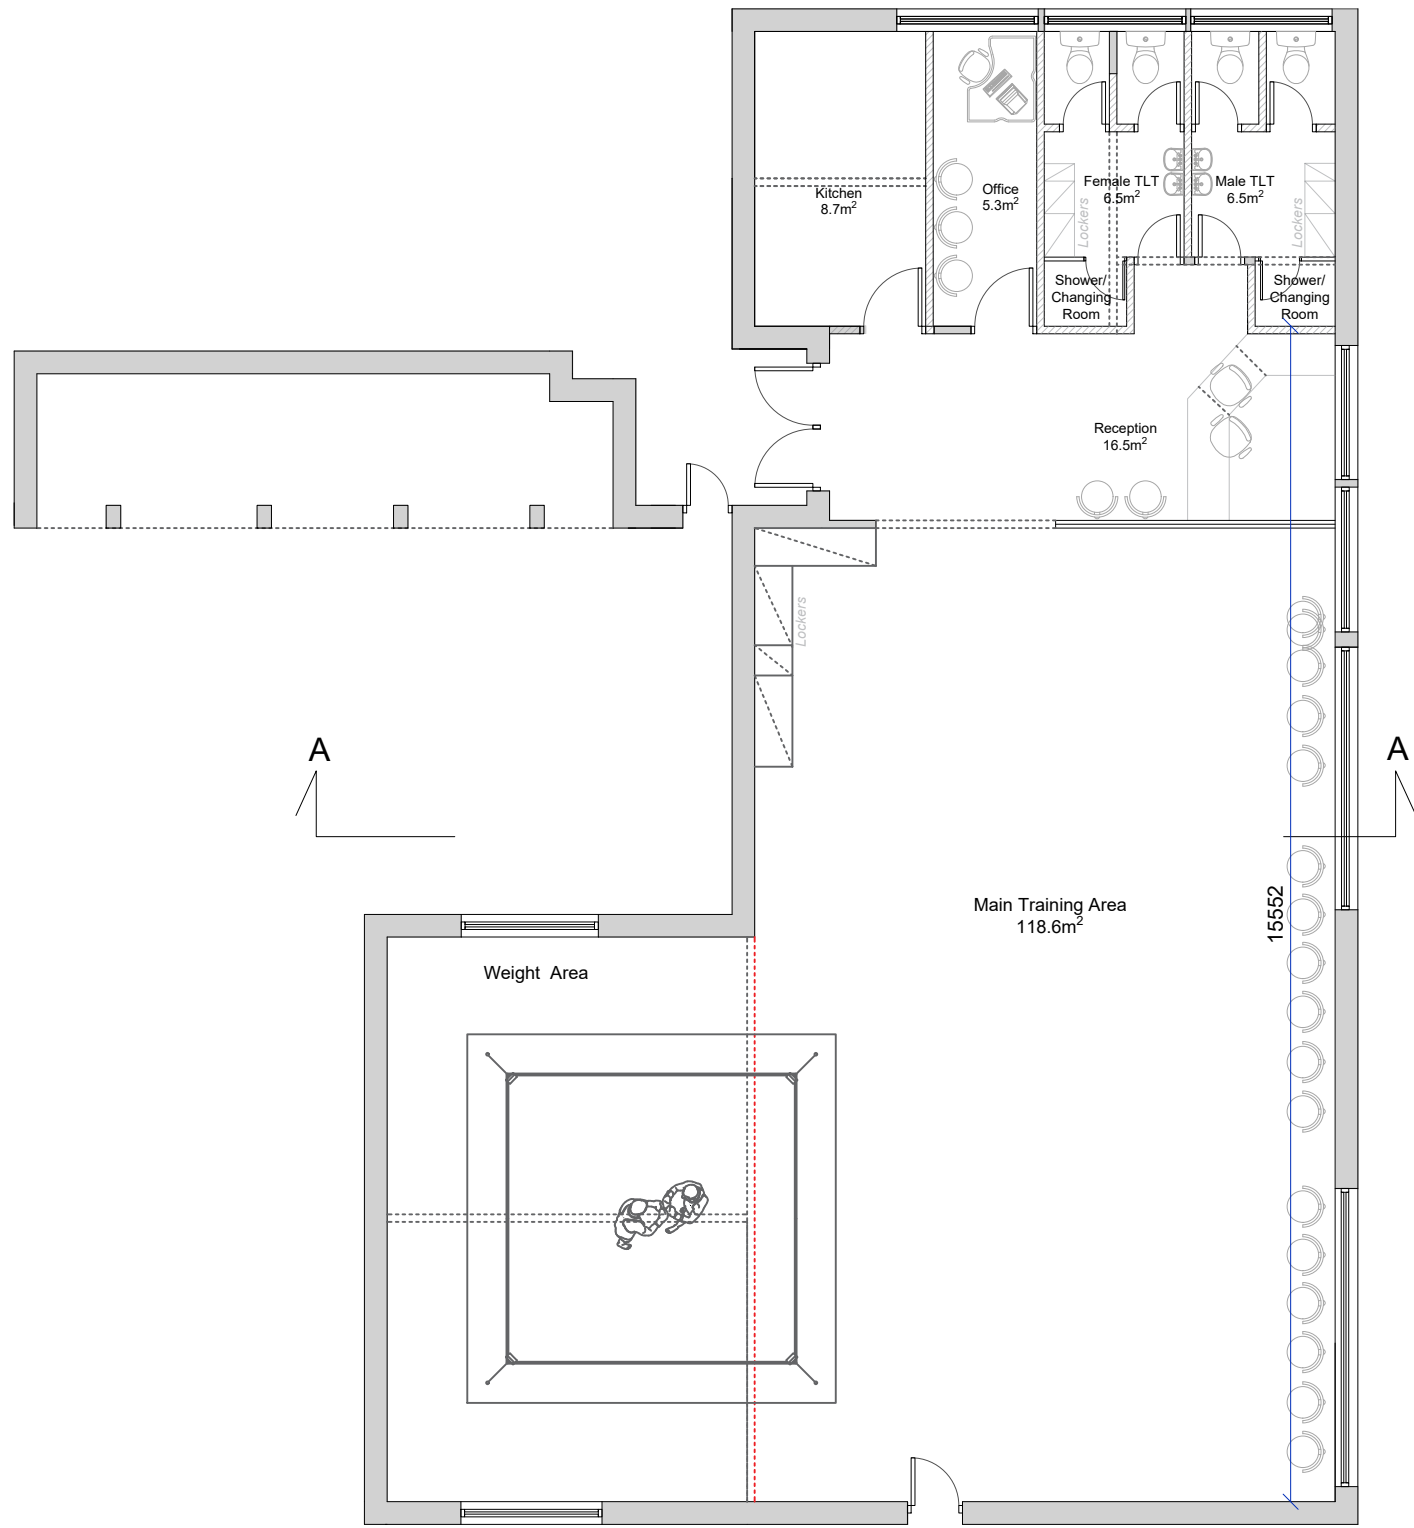 Kitchen
8.7m²
Office
5.3m²
Female TLT
6.5m²
Male TLT
6.5m²
Lockers
Lockers
Shower/
Changing
Room
Shower/
Changing
Room
Reception
16.5m²
Lockers
A
A
Main Training Area
118.6m²
15552
Weight Area